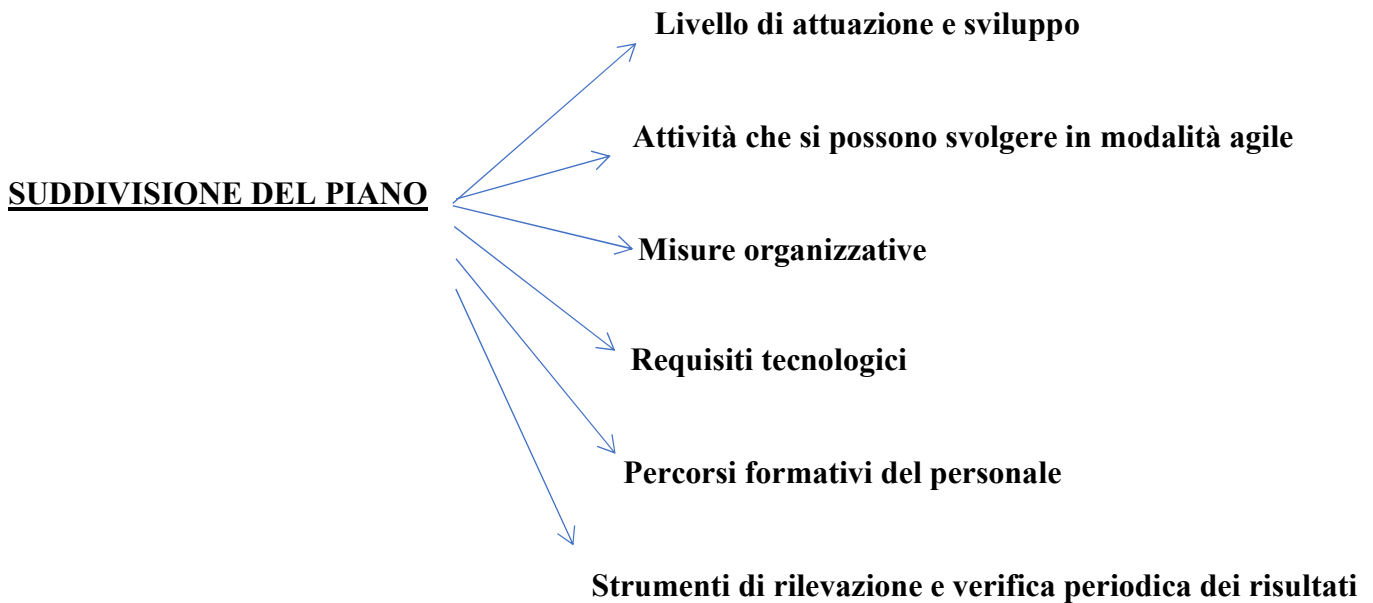 Livello di attuazione e sviluppo
Attività che si possono svolgere in modalità agile
SUDDIVISIONE DEL PIANO
Misure organizzative
Requisiti tecnologici
Percorsi formativi del personale
Strumenti di rilevazione e verifica periodica dei risultati